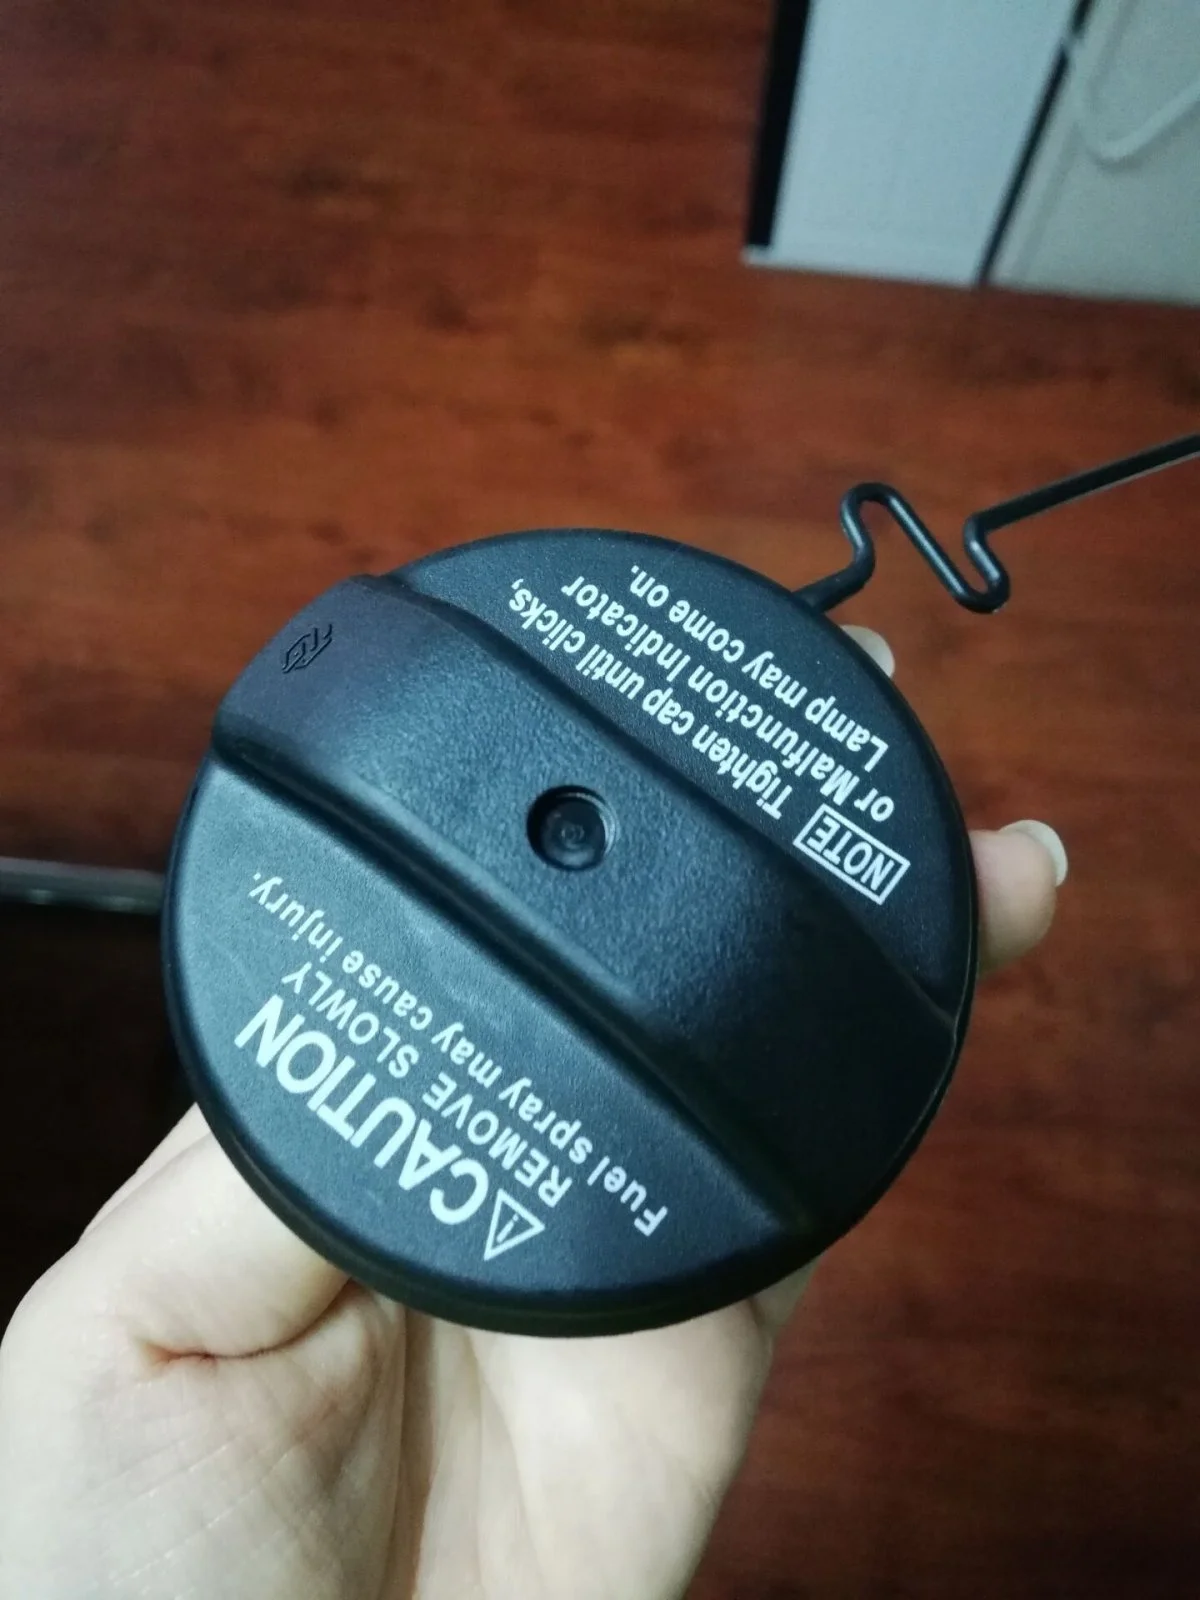 ⚠CAUTION
REMOVE SLOWLY
Fuel spray may cause injury.
NOTE Tighten cap until clicks,
or Malfunction Indicator
Lamp may come on.